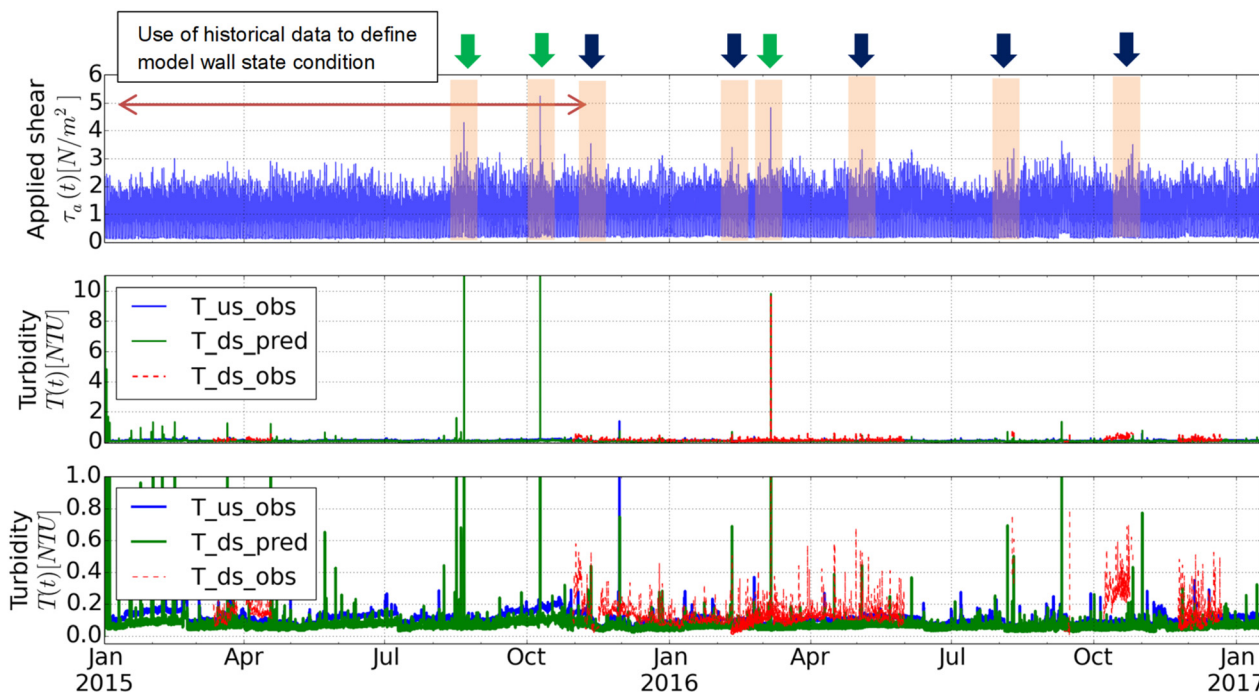 Use of historical data to define
model wall state condition
Applied shear
τₐ(t)[N/m²]
6
5
4
3
2
1
0
Turbidity
T(t)[NTU]
10
8
6
4
2
0
T_us_obs
T_ds_pred
T_ds_obs
Turbidity
T(t)[NTU]
1.0
0.8
0.6
0.4
0.2
0.0
T_us_obs
T_ds_pred
T_ds_obs
Jan Apr Jul Oct Jan Apr Jul Oct Jan
2015 2016 2017